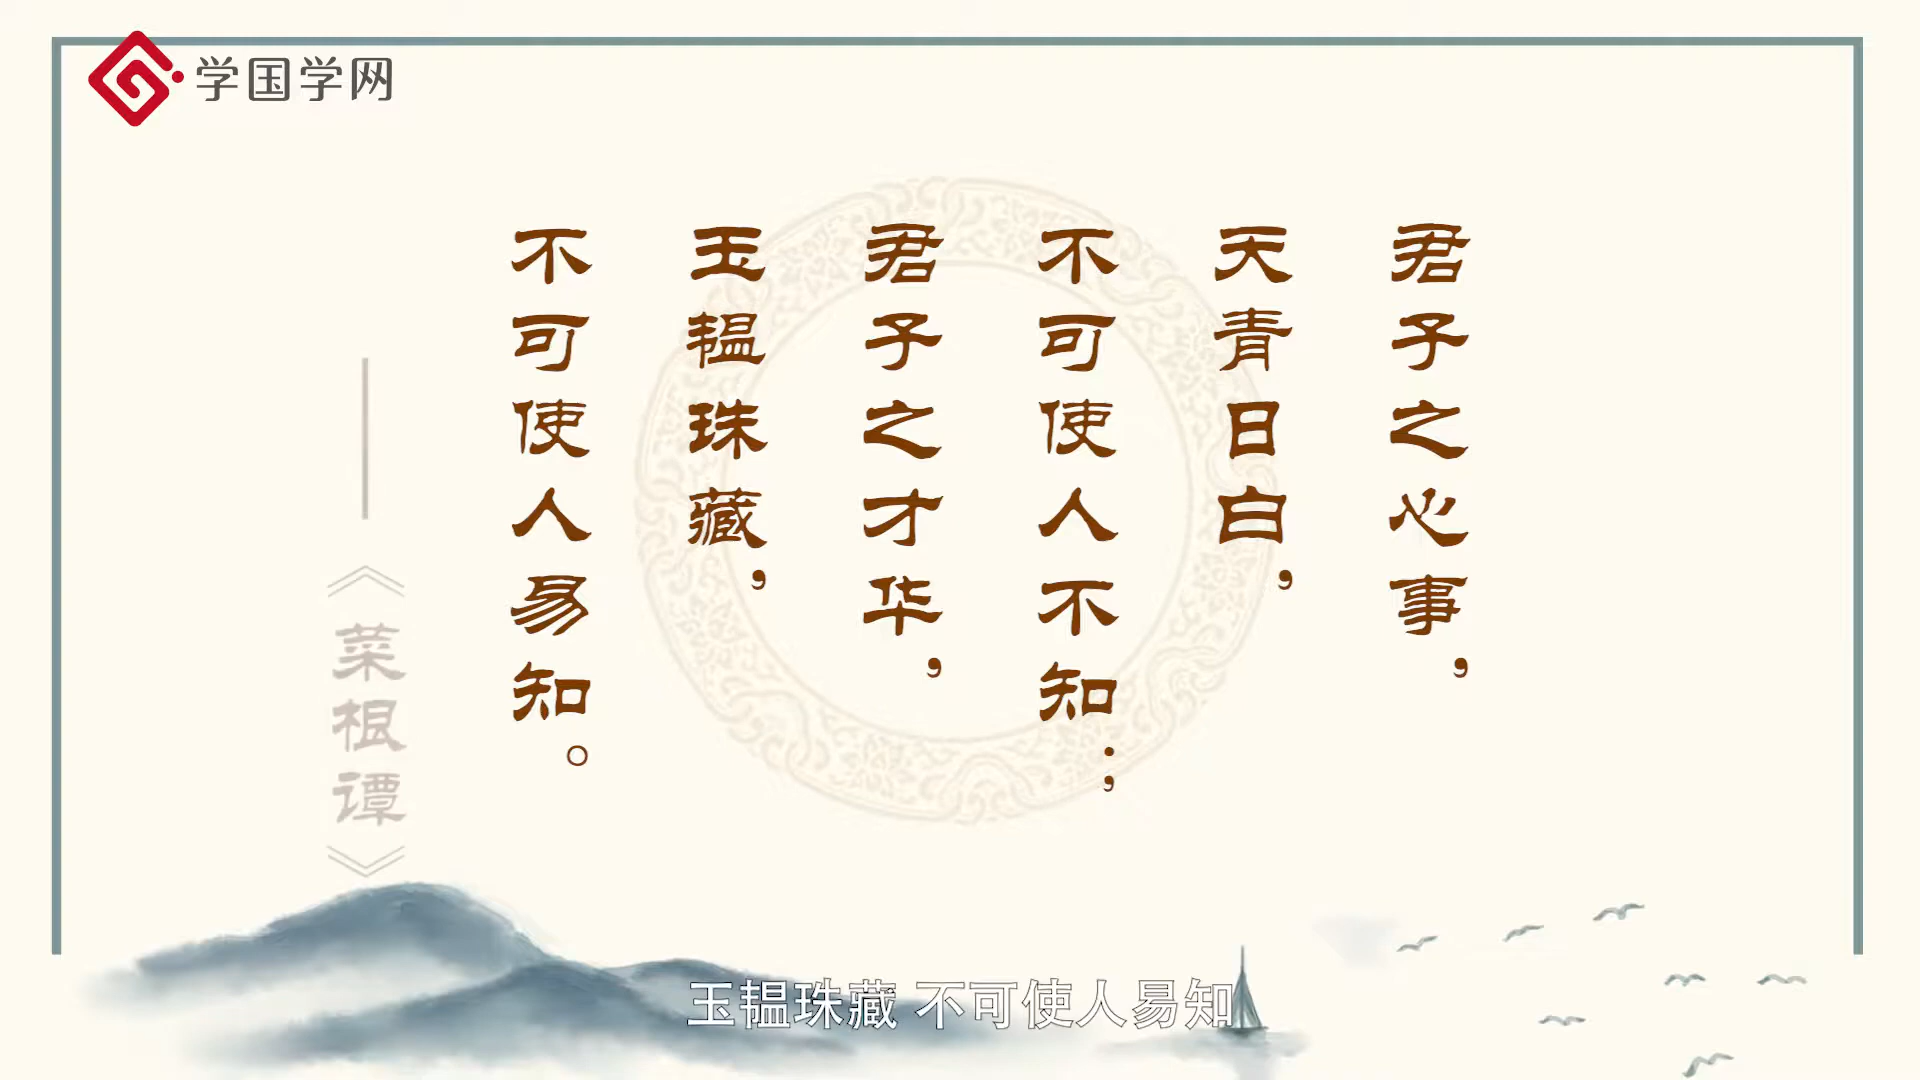 学国学网
君子之心事，
天青日白，
不可使人不知；
君子之才华，
玉韫珠藏，
不可使人易知。
——《菜根谭》
玉韫珠藏 不可使人易知